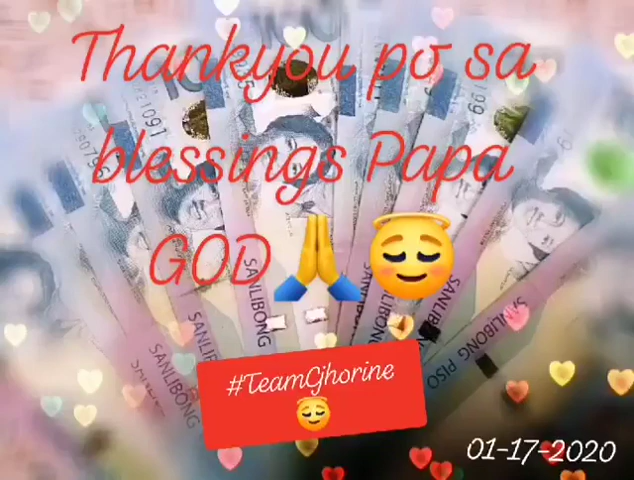 Thankyou po sa
blessings Papa
GOD 🙏😇
#TeamGjhorine
😇
01-17-2020
SANLIBONG
SANLIBONG
SANLIBONG
SANLIBONG
SANLIBONG PISO